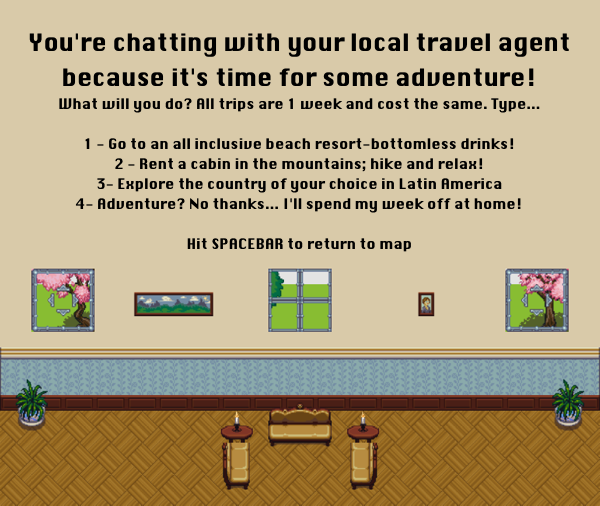 You're chatting with your local travel agent
because it's time for some adventure!
What will you do? All trips are 1 week and cost the same. Type...
1 - Go to an all inclusive beach resort-bottomless drinks!
2 - Rent a cabin in the mountains; hike and relax!
3- Explore the country of your choice in Latin America
4- Adventure? No thanks... I'll spend my week off at home!
Hit SPACEBAR to return to map